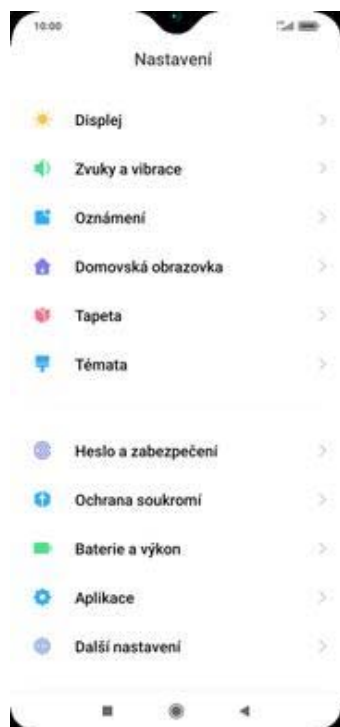 10:00
Nastavení
Displej
Zvuky a vibrace
Oznámení
Domovská obrazovka
Tapeta
Témata
Heslo a zabezpečení
Ochrana soukromí
Baterie a výkon
Aplikace
Další nastavení